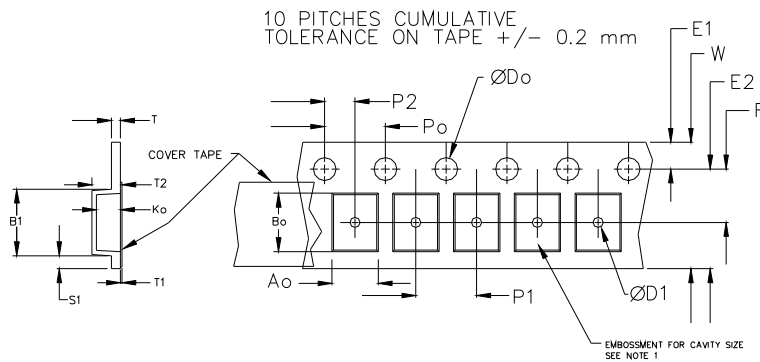 10 PITCHES CUMULATIVE
TOLERANCE ON TAPE +/- 0.2 mm
E1
W
ØDo
E2
P2
F
Po
T
COVER TAPE
T2
B1
Ko
Bo
S1
T1
Ao
P1
ØD1
EMBOSSMENT FOR CAVITY SIZE
SEE NOTE 1